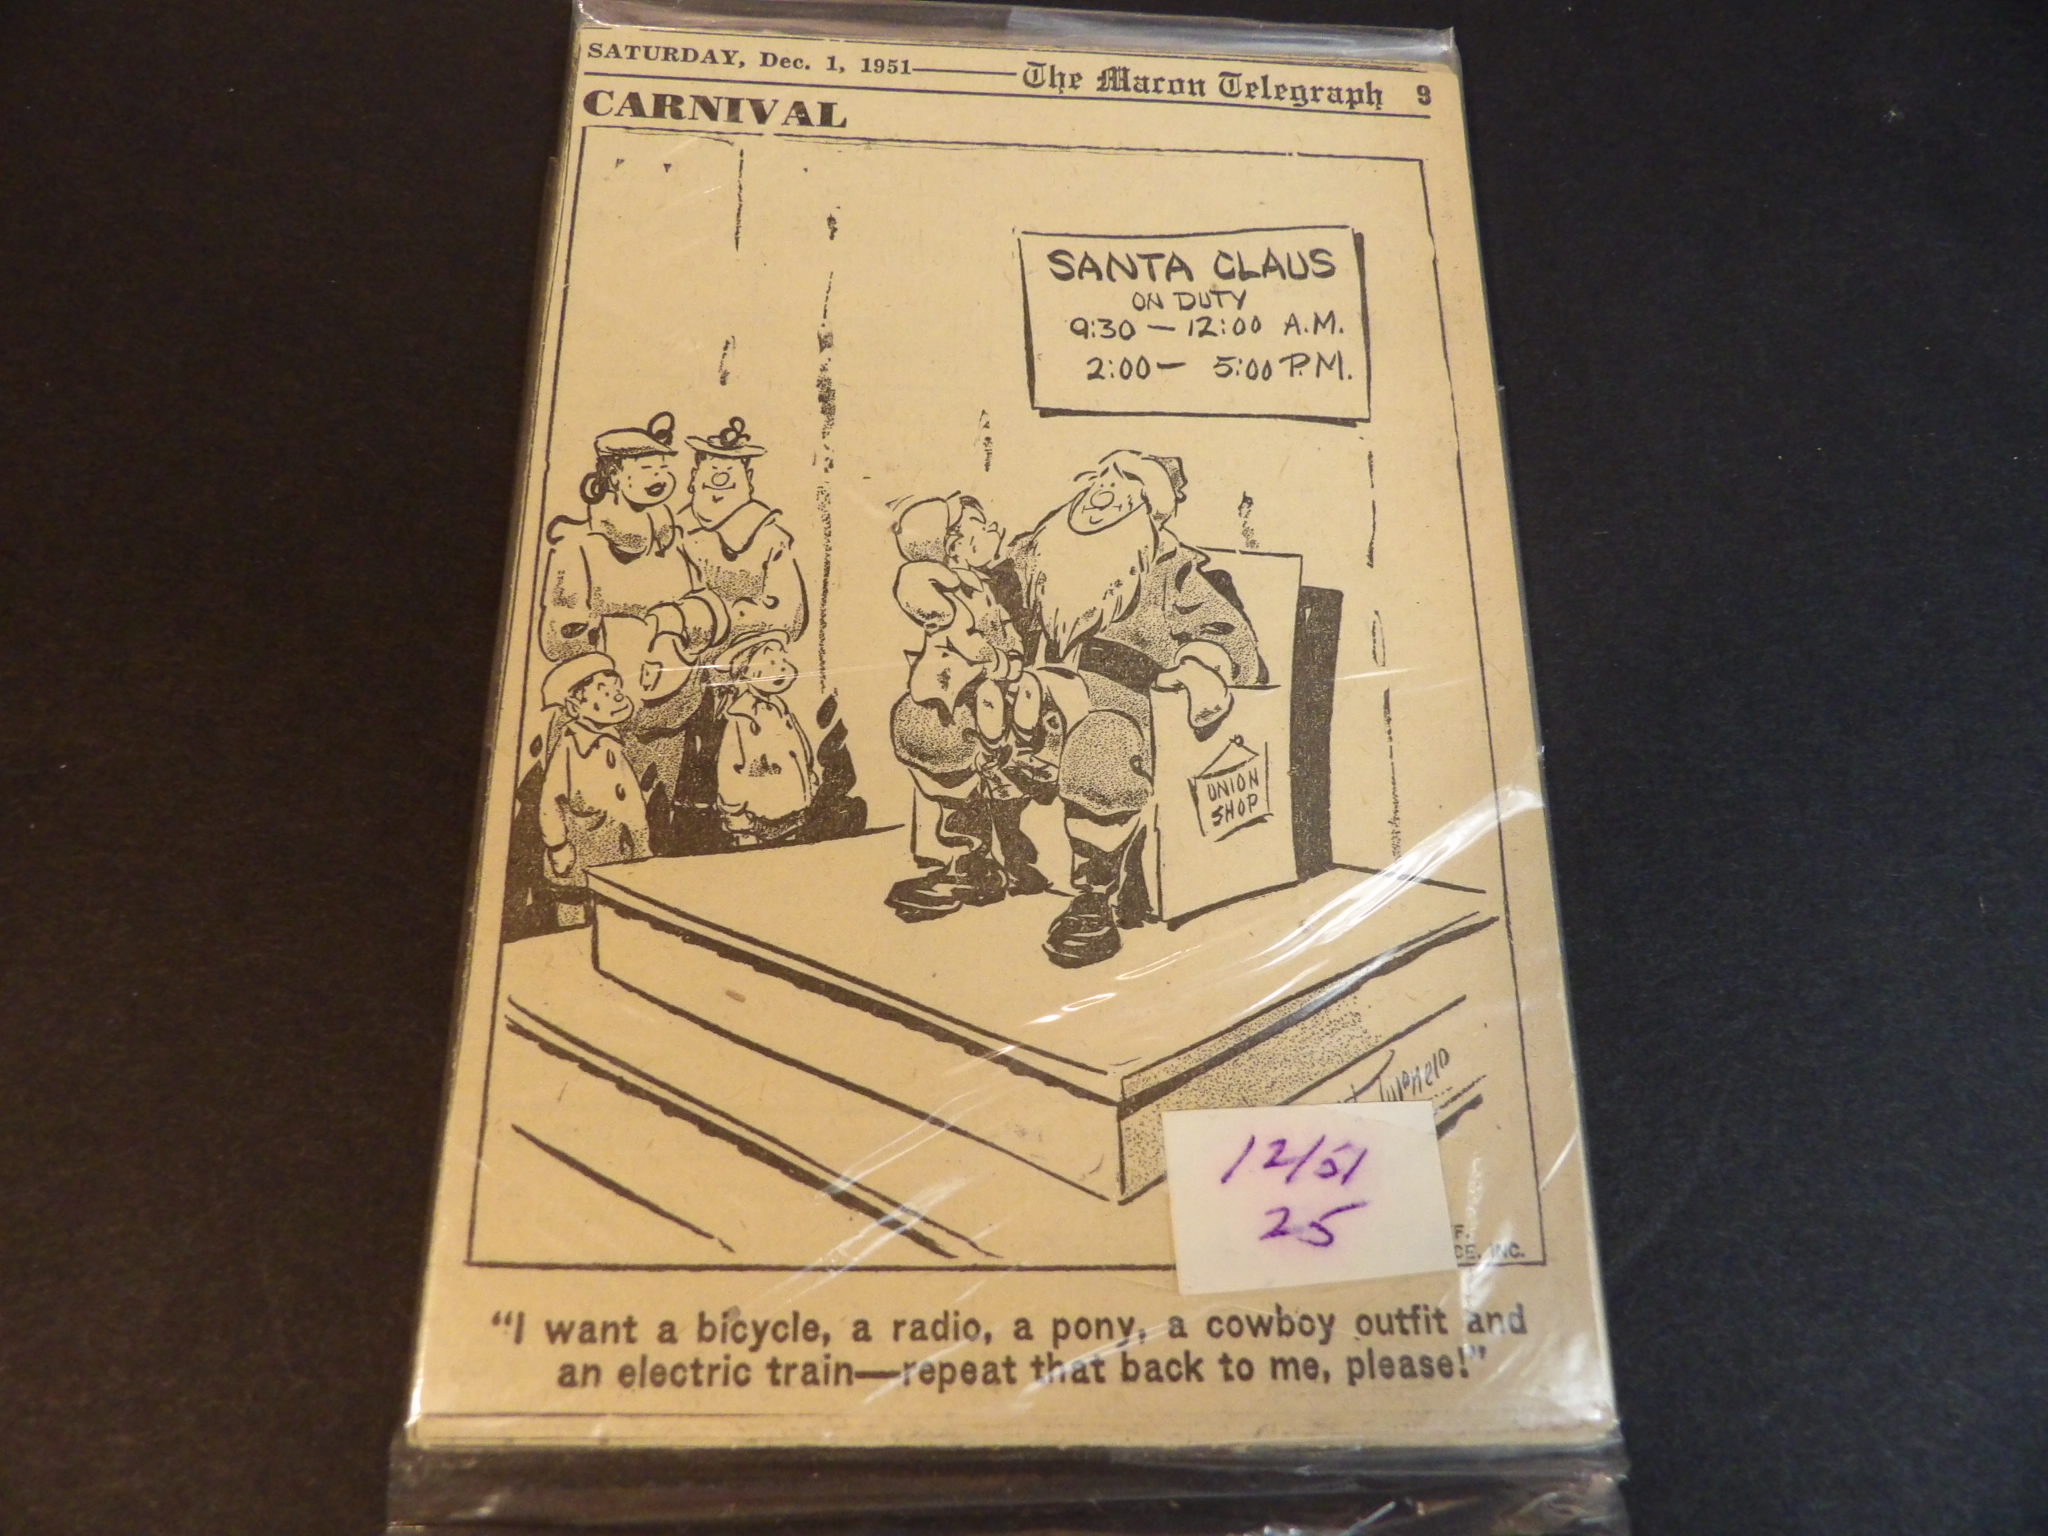 SATURDAY, Dec. 1, 1951 The Macon Telegraph 9
CARNIVAL
SANTA CLAUS
ON DUTY
9:30 — 12:00 A.M.
2:00 — 5:00 P.M.
UNION
SHOP
12/51
25
INC.
“I want a bicycle, a radio, a pony, a cowboy outfit and
an electric train—repeat that back to me, please!”